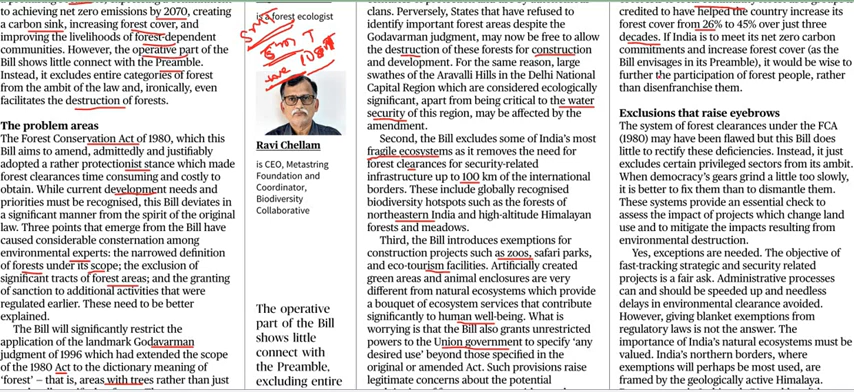 to achieving net zero emissions by 2070, creating
a carbon sink, increasing forest cover, and
improving the livelihoods of forest-dependent
communities. However, the operative part of the
Bill shows little connect with the Preamble.
Instead, it excludes entire categories of forest
from the ambit of the law and, ironically, even
facilitates the destruction of forests.
The problem areas
The Forest Conservation Act of 1980, which this
Bill aims to amend, admittedly and justifiably
adopted a rather protectionist stance which made
forest clearances time consuming and costly to
obtain. While current development needs and
priorities must be recognised, this Bill deviates in
a significant manner from the spirit of the original
law. Three points that emerge from the Bill have
caused considerable consternation among
environmental experts: the narrowed definition
of forests under its scope; the exclusion of
significant tracts of forest areas; and the granting
of sanction to additional activities that were
regulated earlier. These need to be better
explained.
The Bill will significantly restrict the
application of the landmark Godavarman
judgment of 1996 which had extended the scope
of the 1980 Act to the dictionary meaning of
‘forest’ – that is, areas with trees rather than just
is a forest ecologist
Ravi Chellam
is CEO, Metastring
Foundation and
Coordinator,
Biodiversity
Collaborative
The operative
part of the Bill
shows little
connect with
the Preamble,
excluding entire
clans. Perversely, States that have refused to
identify important forest areas despite the
Godavarman judgment, may now be free to allow
the destruction of these forests for construction
and development. For the same reason, large
swathes of the Aravalli Hills in the Delhi National
Capital Region which are considered ecologically
significant, apart from being critical to the water
security of this region, may be affected by the
amendment.
Second, the Bill excludes some of India’s most
fragile ecosystems as it removes the need for
forest clearances for security-related
infrastructure up to 100 km of the international
borders. These include globally recognised
biodiversity hotspots such as the forests of
northeastern India and high-altitude Himalayan
forests and meadows.
Third, the Bill introduces exemptions for
construction projects such as zoos, safari parks,
and eco-tourism facilities. Artificially created
green areas and animal enclosures are very
different from natural ecosystems which provide
a bouquet of ecosystem services that contribute
significantly to human well-being. What is
worrying is that the Bill also grants unrestricted
powers to the Union government to specify ‘any
desired use’ beyond those specified in the
original or amended Act. Such provisions raise
legitimate concerns about the potential
credited to have helped the country increase its
forest cover from 26% to 45% over just three
decades. If India is to meet its net zero carbon
commitments and increase forest cover (as the
Bill envisages in its Preamble), it would be wise to
further the participation of forest people, rather
than disenfranchise them.
Exclusions that raise eyebrows
The system of forest clearances under the FCA
(1980) may have been flawed but this Bill does
little to rectify these deficiencies. Instead, it just
excludes certain privileged sectors from its ambit.
When democracy’s gears grind a little too slowly,
it is better to fix them than to dismantle them.
These systems provide an essential check to
assess the impact of projects which change land
use and to mitigate the impacts resulting from
environmental destruction.
Yes, exceptions are needed. The objective of
fast-tracking strategic and security related
projects is a fair ask. Administrative processes
can and should be speeded up and needless
delays in environmental clearance avoided.
However, giving blanket exemptions from
regulatory laws is not the answer. The
importance of India’s natural ecosystems must be
valued. India’s northern borders, where
exemptions will perhaps be most used, are
framed by the geologically active Himalaya.